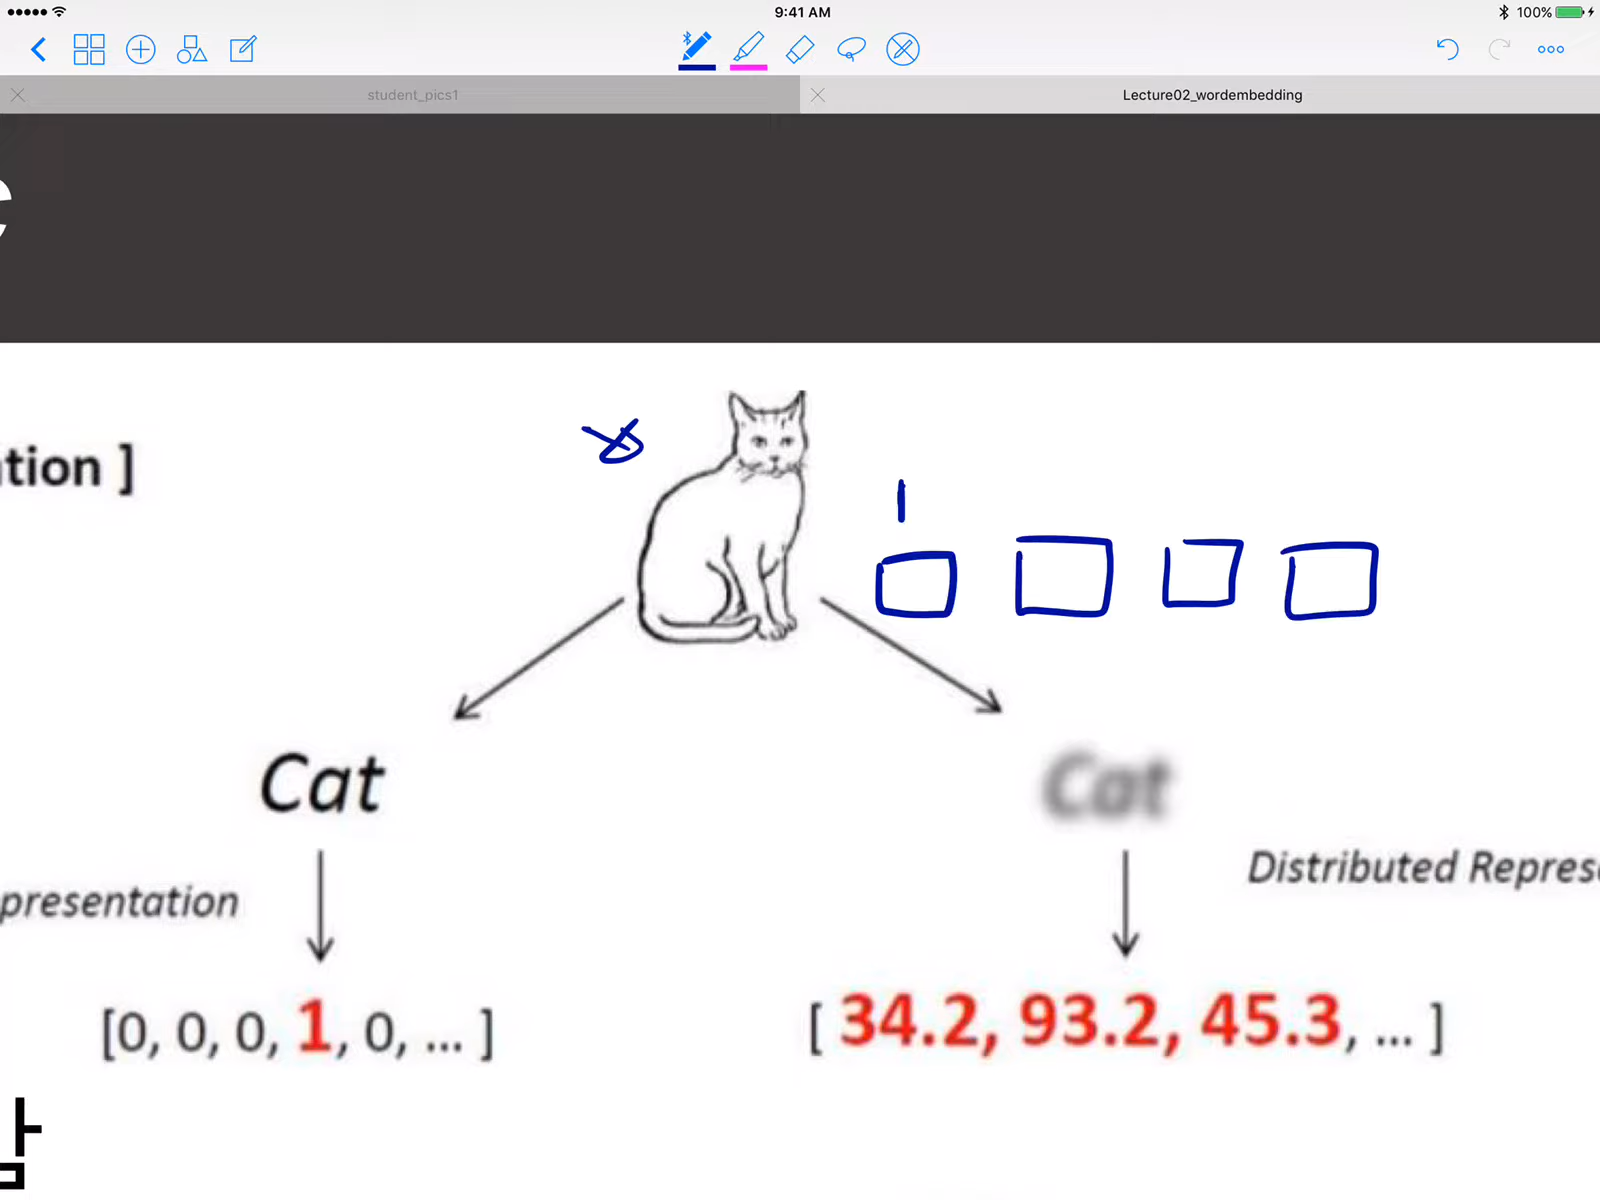 9:41 AM
100%
student_pics1
Lecture02_wordembedding
tion ]
1
Cat
Cat
presentation
Distributed Repres
[0, 0, 0, 1, 0, ... ]
[ 34.2, 93.2, 45.3, ... ]